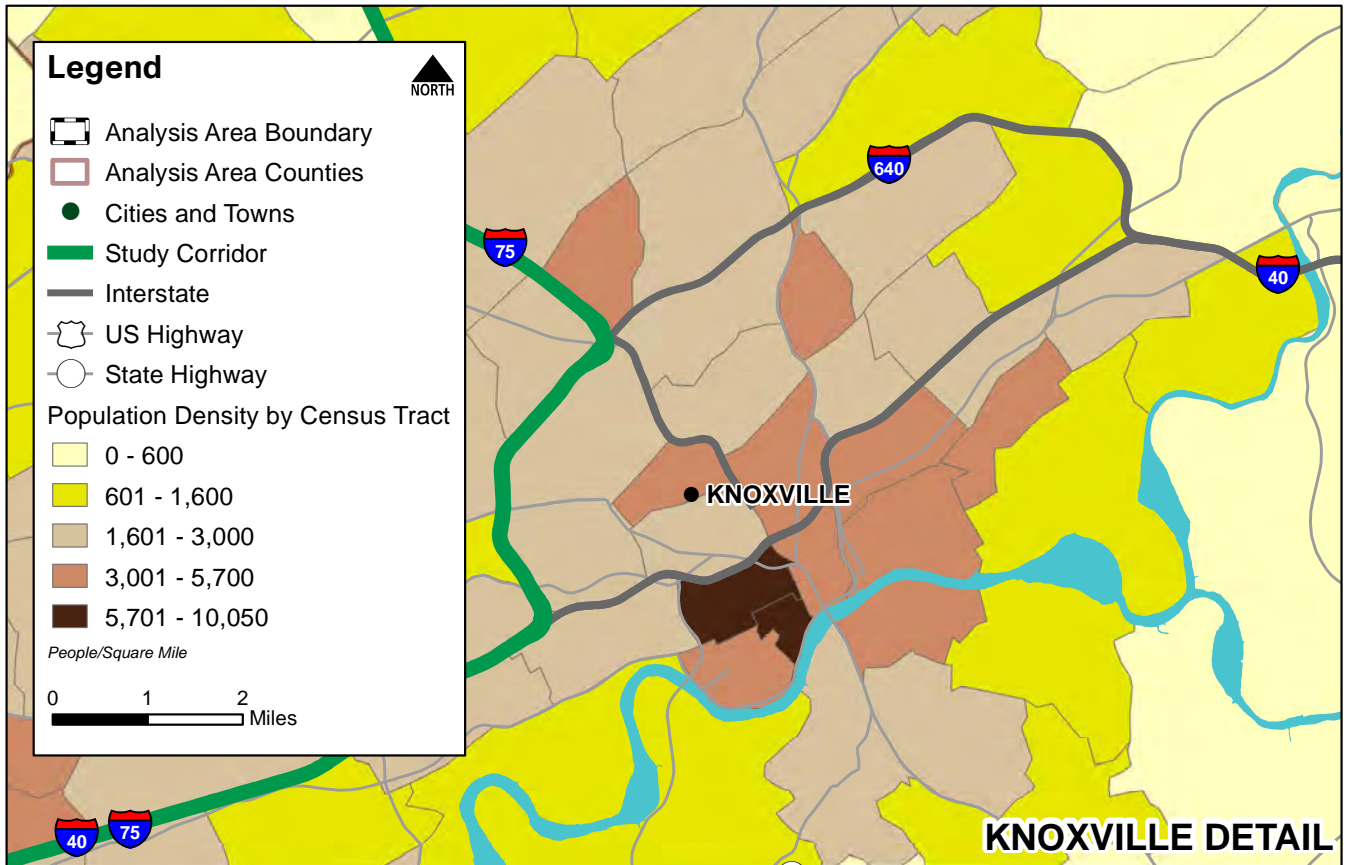 Legend
NORTH
Analysis Area Boundary
Analysis Area Counties
Cities and Towns
Study Corridor
Interstate
US Highway
State Highway
Population Density by Census Tract
0 - 600
601 - 1,600
1,601 - 3,000
3,001 - 5,700
5,701 - 10,050
People/Square Mile
0 1 2
Miles
640
75
40
KNOXVILLE
40 75
KNOXVILLE DETAIL